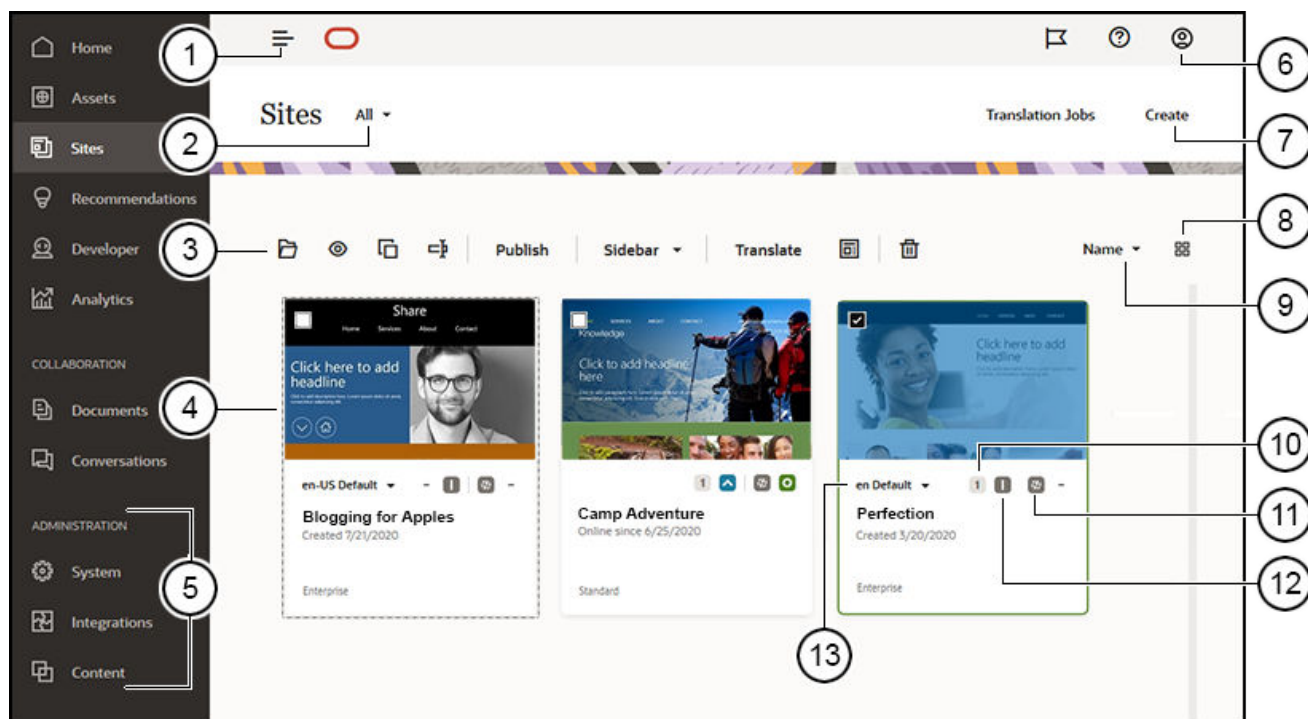 Home
1
6
Assets
Sites
All
Translation Jobs
Create
2
7
Sites
Recommendations
8
3
Developer
Publish
Sidebar
Translate
Name
9
Analytics
Share
Home Services About Contact
SERVICES ABOUT CONTACT
Knowledge
Click here to add
headline
Click to add headline
here
Click here to add
headline
COLLABORATION
4
Documents
Conversations
10
en-US Default
-
-
1
en Default
1
-
11
ADMINISTRATION
Blogging for Apples
Created 7/21/2020
Camp Adventure
Online since 6/25/2020
Perfection
Created 3/20/2020
System
5
12
Enterprise
Standard
Enterprise
Integrations
13
Content